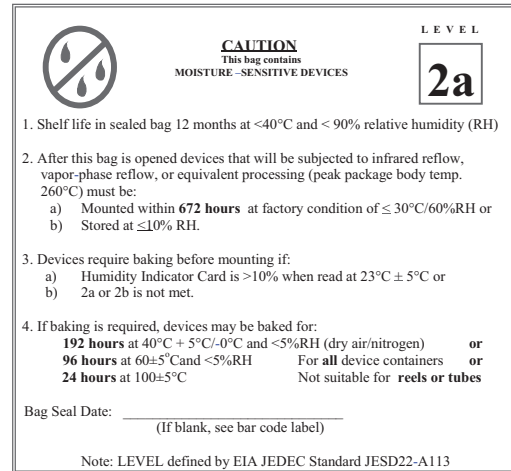 LEVEL
CAUTION
This bag contains
MOISTURE –SENSITIVE DEVICES
2a
1. Shelf life in sealed bag 12 months at <40°C and < 90% relative humidity (RH)
2. After this bag is opened devices that will be subjected to infrared reflow,
vapor-phase reflow, or equivalent processing (peak package body temp.
260°C) must be:
a) Mounted within 672 hours at factory condition of ≤ 30°C/60%RH or
b) Stored at ≤10% RH.
3. Devices require baking before mounting if:
a) Humidity Indicator Card is >10% when read at 23°C ± 5°C or
b) 2a or 2b is not met.
4. If baking is required, devices may be baked for:
192 hours at 40°C + 5°C/-0°C and <5%RH (dry air/nitrogen) or
96 hours at 60±5°Cand <5%RH For all device containers or
24 hours at 100±5°C Not suitable for reels or tubes
Bag Seal Date: ______________________________
(If blank, see bar code label)
Note: LEVEL defined by EIA JEDEC Standard JESD22-A113